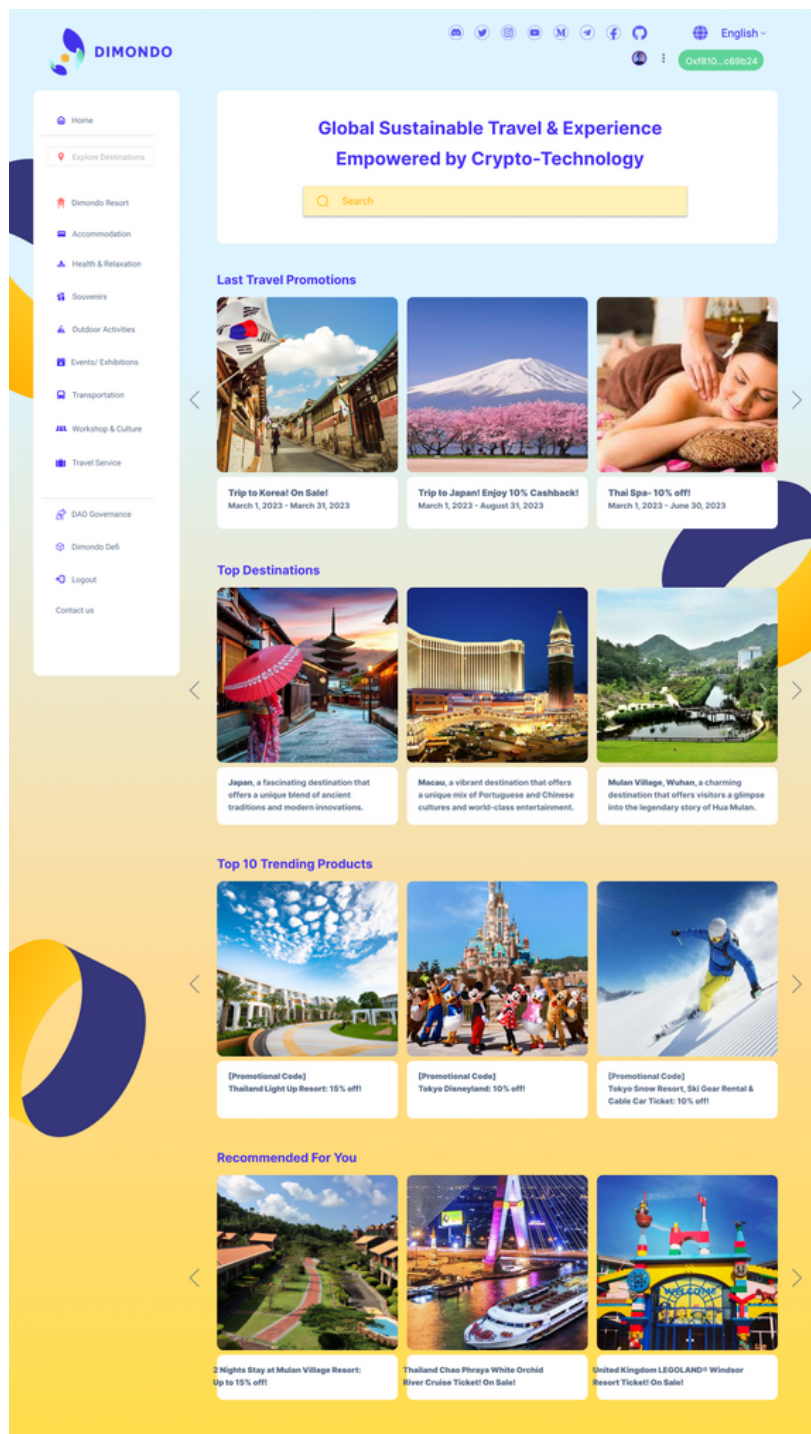 DIMONDO
English
0xf810...c69b24
Home
Explore Destinations
Dimondo Resort
Accommodation
Health & Relaxation
Souvenirs
Outdoor Activities
Events/ Exhibitions
Transportation
Workshop & Culture
Travel Service
DAO Governance
Dimondo Defi
Logout
Contact us
Global Sustainable Travel & Experience
Empowered by Crypto-Technology
Search
Last Travel Promotions
Trip to Korea! On Sale!
March 1, 2023 - March 31, 2023
Trip to Japan! Enjoy 10% Cashback!
March 1, 2023 - August 31, 2023
Thai Spa- 10% off!
March 1, 2023 - June 30, 2023
Top Destinations
Japan, a fascinating destination that
offers a unique blend of ancient
traditions and modern innovations.
Macau, a vibrant destination that offers
a unique mix of Portuguese and Chinese
cultures and world-class entertainment.
Mulan Village, Wuhan, a charming
destination that offers visitors a glimpse
into the legendary story of Hua Mulan.
Top 10 Trending Products
[Promotional Code]
Thailand Light Up Resort: 15% off!
[Promotional Code]
Tokyo Disneyland: 10% off!
[Promotional Code]
Tokyo Snow Resort, Ski Gear Rental &
Cable Car Ticket: 10% off!
Recommended For You
WELCOME
2 Nights Stay at Mulan Village Resort:
Up to 15% off!
Thailand Chao Phraya White Orchid
River Cruise Ticket! On Sale!
United Kingdom LEGOLAND® Windsor
Resort Ticket! On Sale!